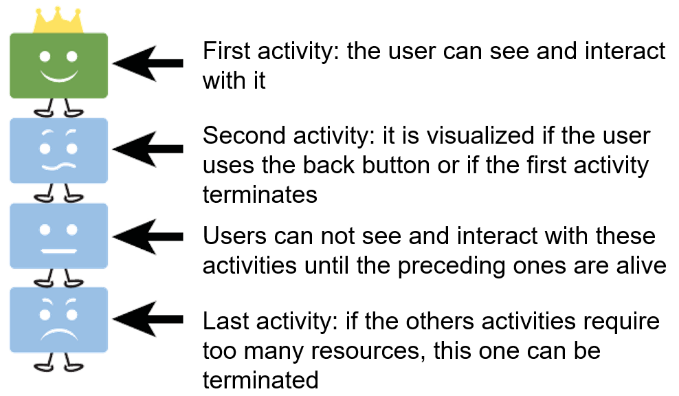 First activity: the user can see and interact
with it
Second activity: it is visualized if the user
uses the back button or if the first activity
terminates
Users can not see and interact with these
activities until the preceding ones are alive
Last activity: if the others activities require
too many resources, this one can be
terminated